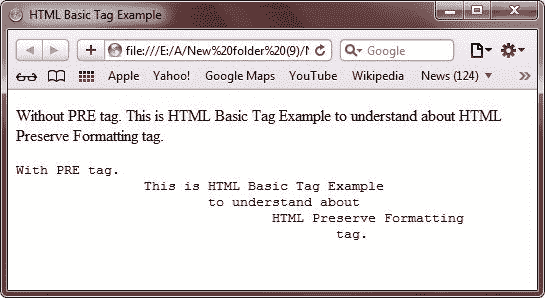 HTML Basic Tag Example
file:///E:/A/New%20folder%20(9)/N
Google
Apple Yahoo! Google Maps YouTube Wikipedia News (124)
Without PRE tag. This is HTML Basic Tag Example to understand about HTML
Preserve Formatting tag.
With PRE tag.
This is HTML Basic Tag Example
to understand about
HTML Preserve Formatting
tag.